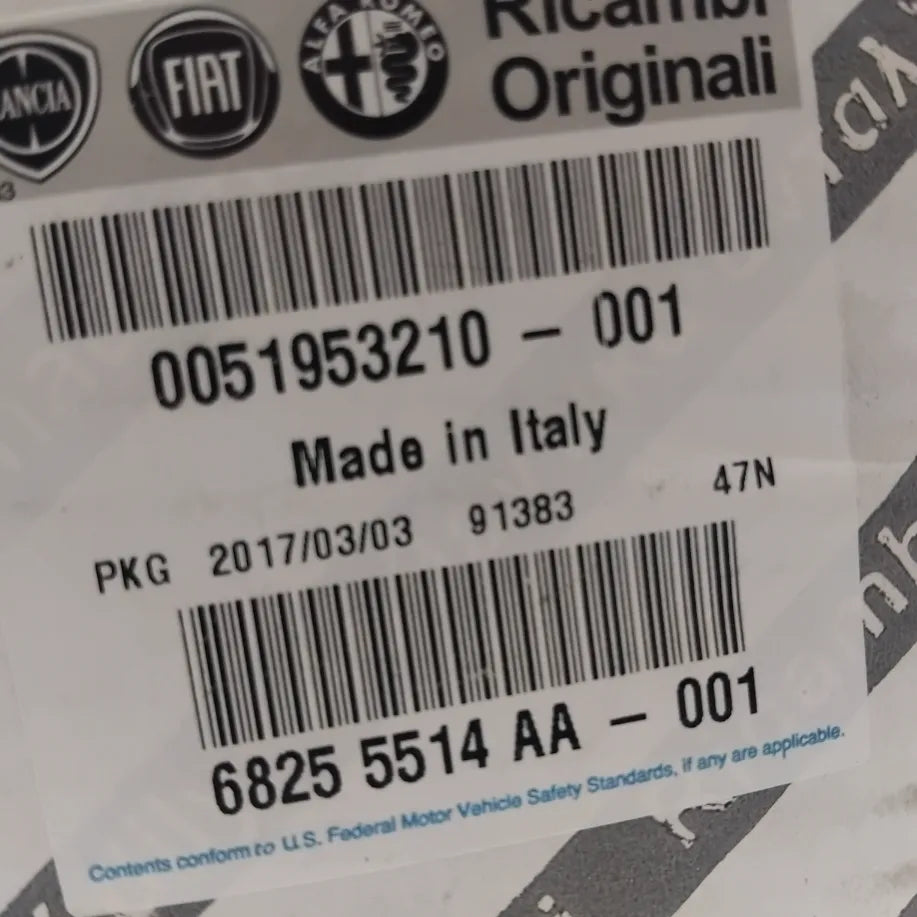 LANCIA
FIAT
ALFA ROMEO
Ricambi
Originali
3
0051953210 - 001
Made in Italy
PKG 2017/03/03 91383 47N
6825 5514 AA - 001
Contents conform to U.S. Federal Motor Vehicle Safety Standards, if any are applicable.